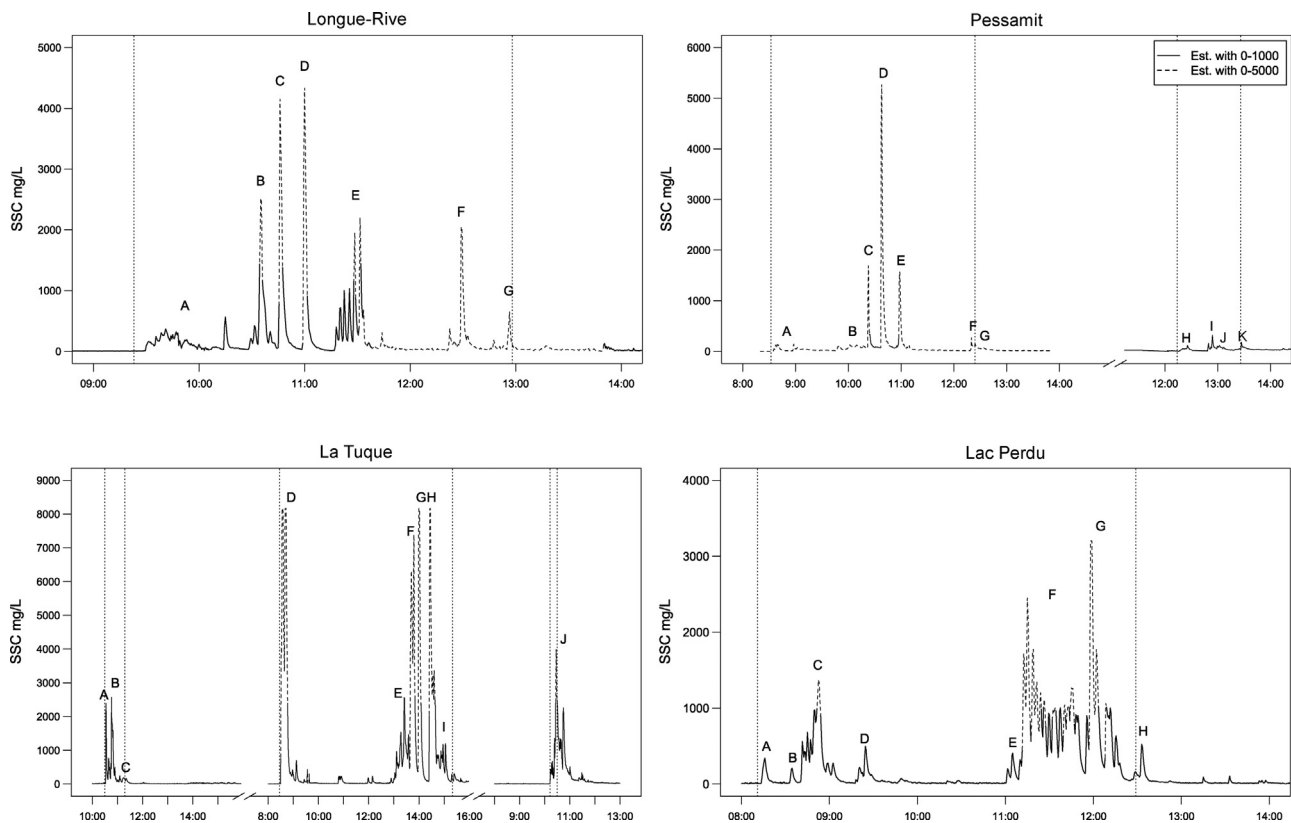 Longue-Rive
SSC mg/L
5000
4000
3000
2000
1000
0
A
B
C
D
E
F
G
09:00 10:00 11:00 12:00 13:00 14:00
Pessamit
Est. with 0-1000
Est. with 0-5000
SSC mg/L
6000
5000
4000
3000
2000
1000
0
A
B
C
D
E
F
G
H
I
J
K
8:00 9:00 10:00 11:00 12:00 13:00 14:00 12:00 13:00 14:00
La Tuque
SSC mg/L
9000
8000
7000
6000
5000
4000
3000
2000
1000
0
A
B
C
D
E
F
GH
I
J
10:00 12:00 14:00 8:00 10:00 12:00 14:00 16:00 10:00 13:00
Lac Perdu
SSC mg/L
4000
3000
2000
1000
0
A
B
C
D
E
F
G
H
08:00 09:00 10:00 11:00 12:00 13:00 14:00